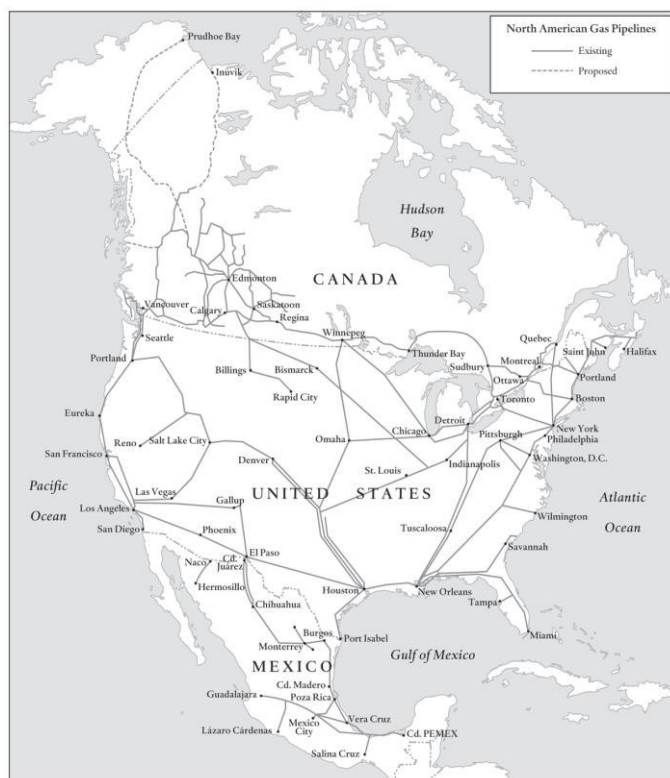 North American Gas Pipelines
Existing
Proposed
Prudhoe Bay
Inuvik
Hudson
Bay
CANADA
Edmonton
Vancouver
Calgary
Saskatoon
Regina
Seattle
Winnepeg
Quebec
Portland
Thunder Bay
Saint John
Halifax
Sudbury
Montreal
Billings
Bismarck
Ottawa
Portland
Rapid City
Toronto
Boston
Eureka
Detroit
Chicago
New York
Reno
Salt Lake City
Omaha
Pittsburgh
Philadelphia
San Francisco
Denver
Indianapolis
Washington, D.C.
St. Louis
Pacific
Ocean
Las Vegas
UNITED STATES
Atlantic
Ocean
Los Angeles
Gallup
Wilmington
San Diego
Phoenix
Tuscaloosa
Savannah
El Paso
Naco
Cd.
Juárez
Hermosillo
Houston
New Orleans
Chihuahua
Tampa
Burgos
Port Isabel
Miami
Monterrey
Gulf of Mexico
MEXICO
Cd. Madero
Guadalajara
Poza Rica
Mexico
City
Vera Cruz
Lázaro Cárdenas
Cd. PEMEX
Salina Cruz